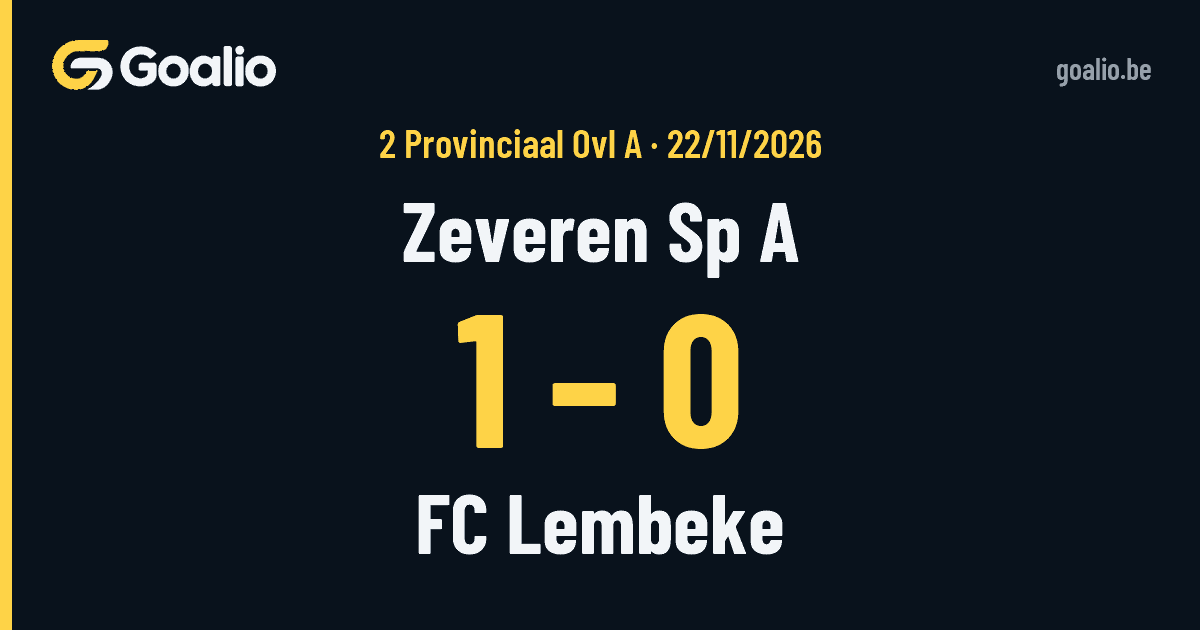 Goalio
goalio.be
2 Provinciaal Ovl A · 22/11/2026
Zeveren Sp A
1 – 0
FC Lembeke